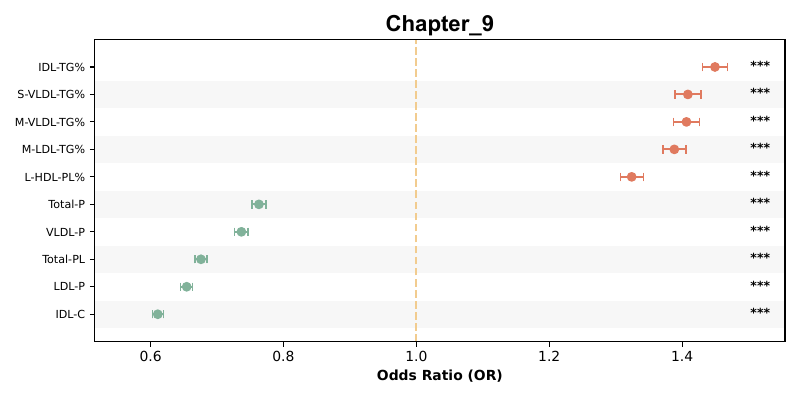 Chapter_9
IDL-TG% ***
S-VLDL-TG% ***
M-VLDL-TG% ***
M-LDL-TG% ***
L-HDL-PL% ***
Total-P ***
VLDL-P ***
Total-PL ***
LDL-P ***
IDL-C ***
0.6 0.8 1.0 1.2 1.4
Odds Ratio (OR)